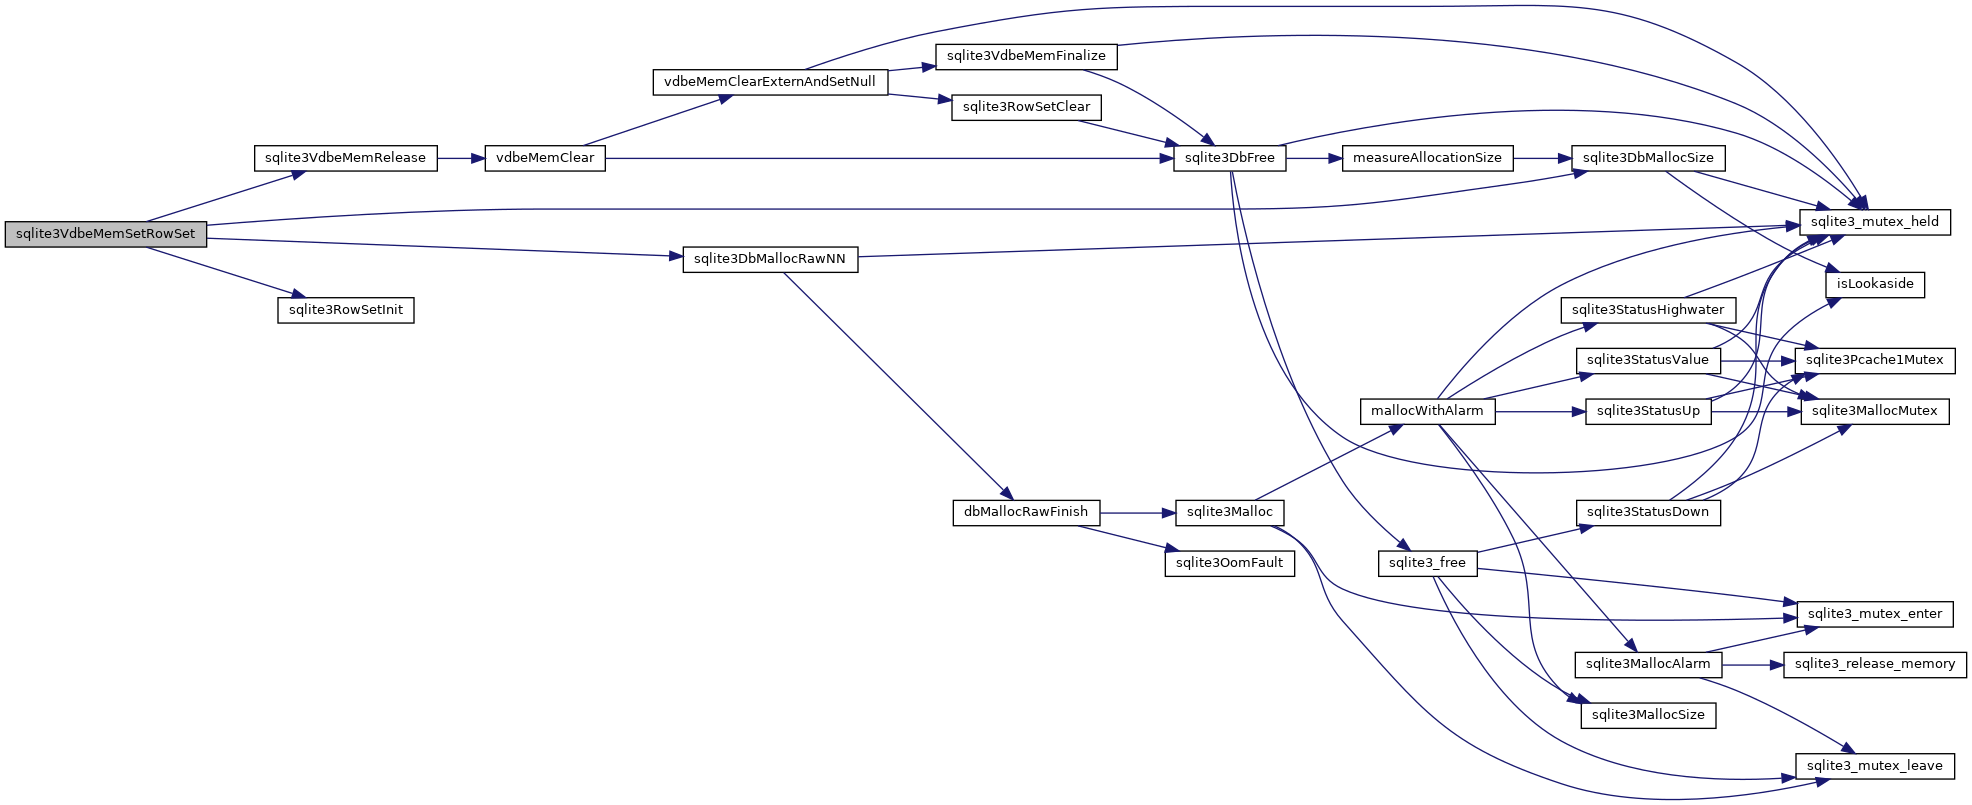 sqlite3VdbeMemSetRowSet
sqlite3VdbeMemRelease
sqlite3RowSetInit
vdbeMemClear
vdbeMemClearExternAndSetNull
sqlite3DbMallocRawNN
sqlite3VdbeMemFinalize
sqlite3RowSetClear
dbMallocRawFinish
sqlite3DbFree
sqlite3Malloc
sqlite3OomFault
measureAllocationSize
mallocWithAlarm
sqlite3_free
sqlite3DbMallocSize
sqlite3StatusHighwater
sqlite3StatusValue
sqlite3StatusUp
sqlite3StatusDown
sqlite3MallocAlarm
sqlite3MallocSize
sqlite3_mutex_held
isLookaside
sqlite3Pcache1Mutex
sqlite3MallocMutex
sqlite3_mutex_enter
sqlite3_release_memory
sqlite3_mutex_leave